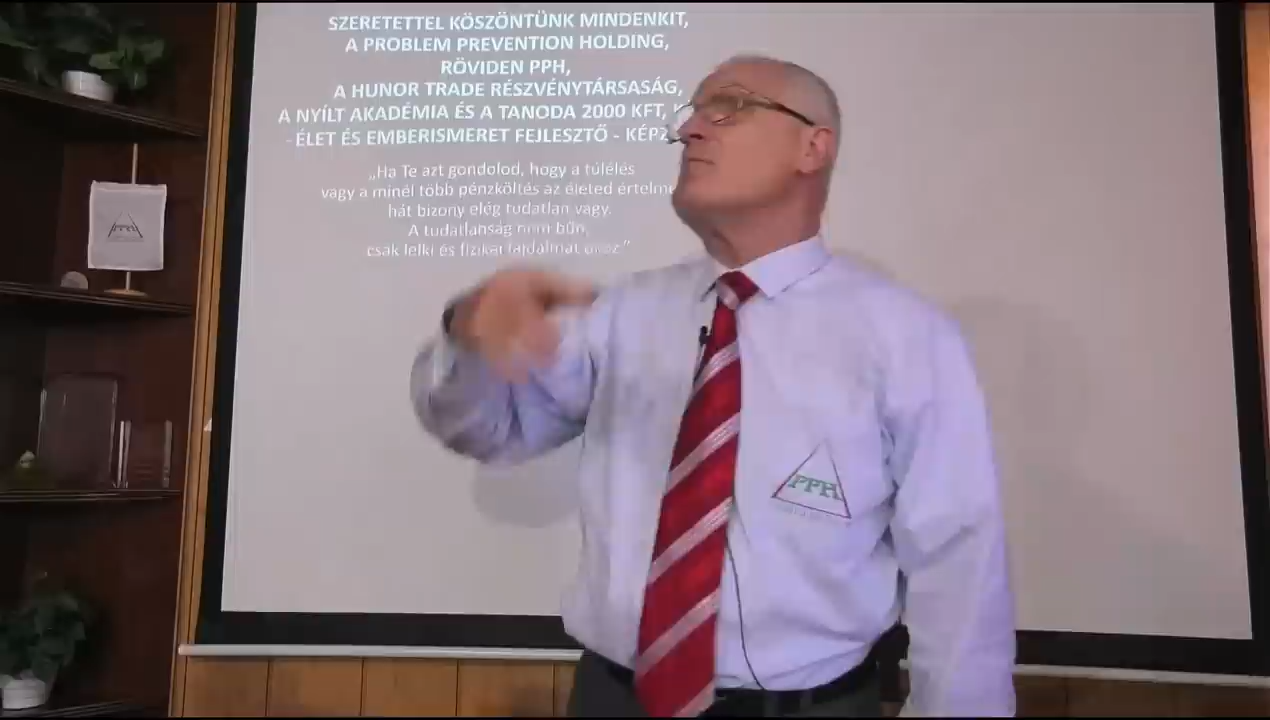 SZERETETTEL KÖSZÖNTÜNK MINDENKIT,
A PROBLEM PREVENTION HOLDING,
RÖVIDEN PPH,
A HUNOR TRADE RÉSZVÉNYTÁRSASÁG,
A NYÍLT AKADÉMIA ÉS A TANODA 2000 KFT,
- ÉLET ÉS EMBERISMERET FEJLESZTŐ - KÉPZ
„Ha Te azt gondolod, hogy a túlélés
vagy a minél több pénzköltés az életed értelme
hát bizony elég tudatlan vagy.
A tudatlanság nem bűn,
csak lelki és fizikai fájdalmat okoz.”
PPH
PPH